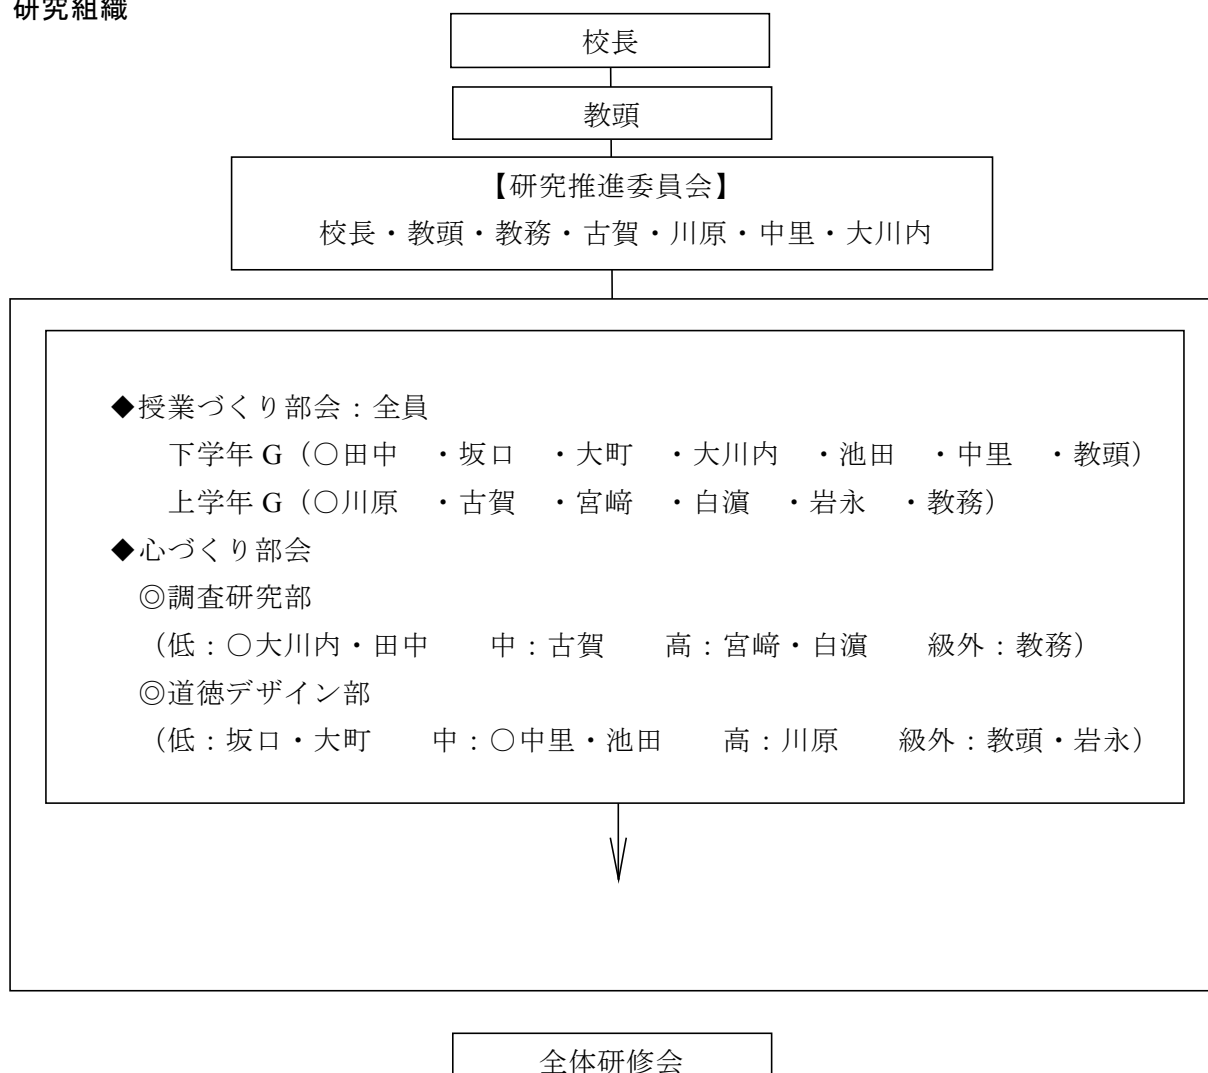 研究組織
校長
教頭
【研究推進委員会】
校長・教頭・教務・古賀・川原・中里・大川内
◆授業づくり部会：全員
下学年 G（○田中　・坂口　・大町　・大川内　・池田　・中里　・教頭）
上学年 G（○川原　・古賀　・宮﨑　・白濵　・岩永　・教務）
◆心づくり部会
◎調査研究部
（低：○大川内・田中　　中：古賀　　高：宮﨑・白濵　　級外：教務）
◎道徳デザイン部
（低：坂口・大町　　中：○中里・池田　　高：川原　　級外：教頭・岩永）
全体研修会